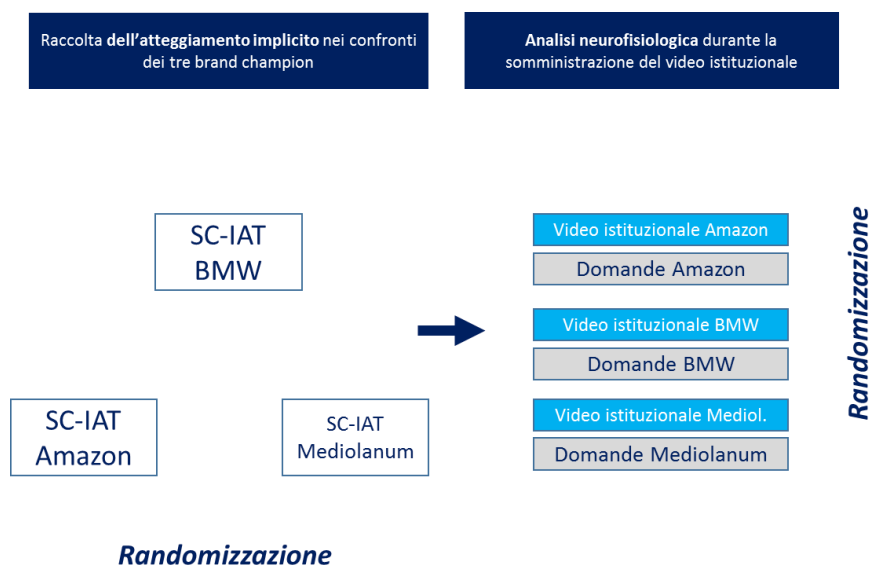 Raccolta dell'atteggiamento implicito nei confronti
dei tre brand champion
Analisi neurofisiologica durante la
somministrazione del video istituzionale
SC-IAT
BMW
SC-IAT
Amazon
SC-IAT
Mediolanum
Randomizzazione
Video istituzionale Amazon
Domande Amazon
Video istituzionale BMW
Domande BMW
Video istituzionale Mediol.
Domande Mediolanum
Randomizzazione